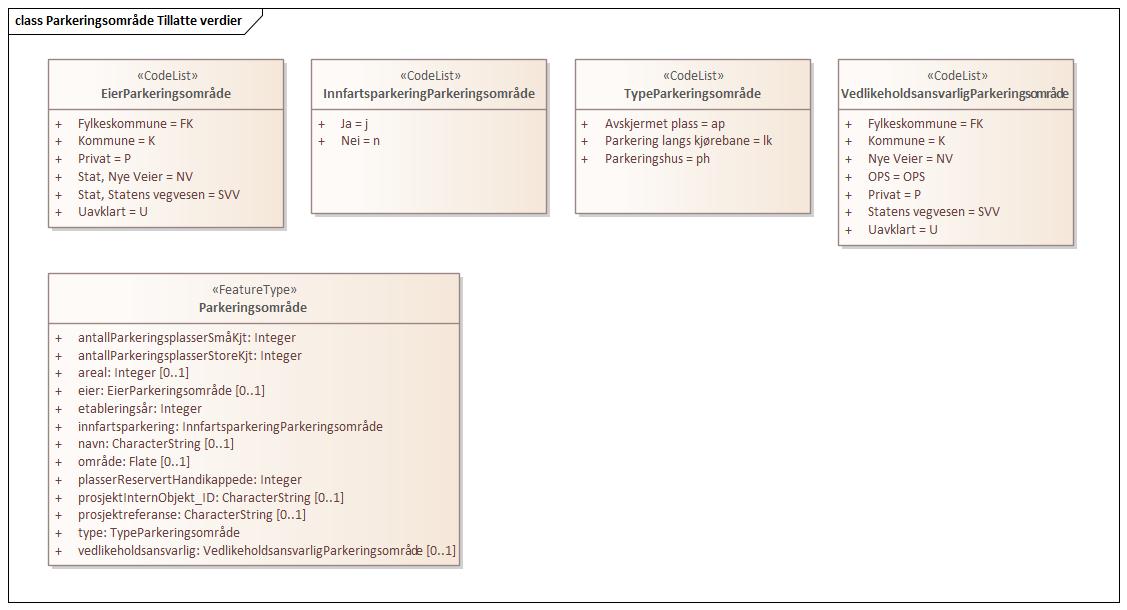 class Parkeringsområde Tillatte verdier
«CodeList»
EierParkeringsområde
+ Fylkeskommune = FK
+ Kommune = K
+ Privat = P
+ Stat, Nye Veier = NV
+ Stat, Statens vegvesen = SVV
+ Uavklart = U
«CodeList»
InnfartsparkeringParkeringsområde
+ Ja = j
+ Nei = n
«CodeList»
TypeParkeringsområde
+ Avskjermet plass = ap
+ Parkering langs kjørebane = lk
+ Parkeringshus = ph
«CodeList»
VedlikeholdsansvarligParkeringsområde
+ Fylkeskommune = FK
+ Kommune = K
+ Nye Veier = NV
+ OPS = OPS
+ Privat = P
+ Statens vegvesen = SVV
+ Uavklart = U
«FeatureType»
Parkeringsområde
+ antallParkeringsplasserSmåKjt: Integer
+ antallParkeringsplasserStoreKjt: Integer
+ areal: Integer [0..1]
+ eier: EierParkeringsområde [0..1]
+ etableringsår: Integer
+ innfartsparkering: InnfartsparkeringParkeringsområde
+ navn: CharacterString [0..1]
+ område: Flate [0..1]
+ plasserReservertHandikappede: Integer
+ prosjektInternObjekt_ID: CharacterString [0..1]
+ prosjektreferanse: CharacterString [0..1]
+ type: TypeParkeringsområde
+ vedlikeholdsansvarlig: VedlikeholdsansvarligParkeringsområde [0..1]